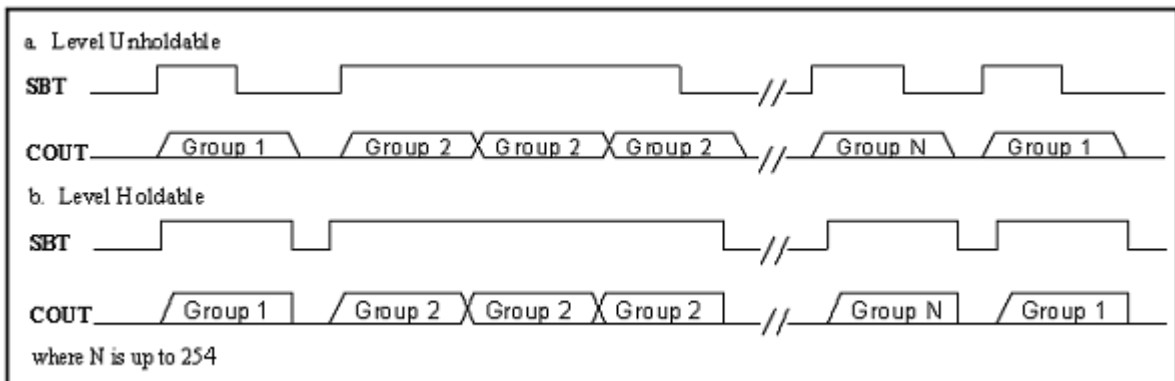 a. Level Unholdable
SBT
COUT Group 1 Group 2 Group 2 Group 2 // Group N Group 1
b. Level Holdable
SBT
COUT Group 1 Group 2 Group 2 Group 2 // Group N Group 1
where N is up to 254